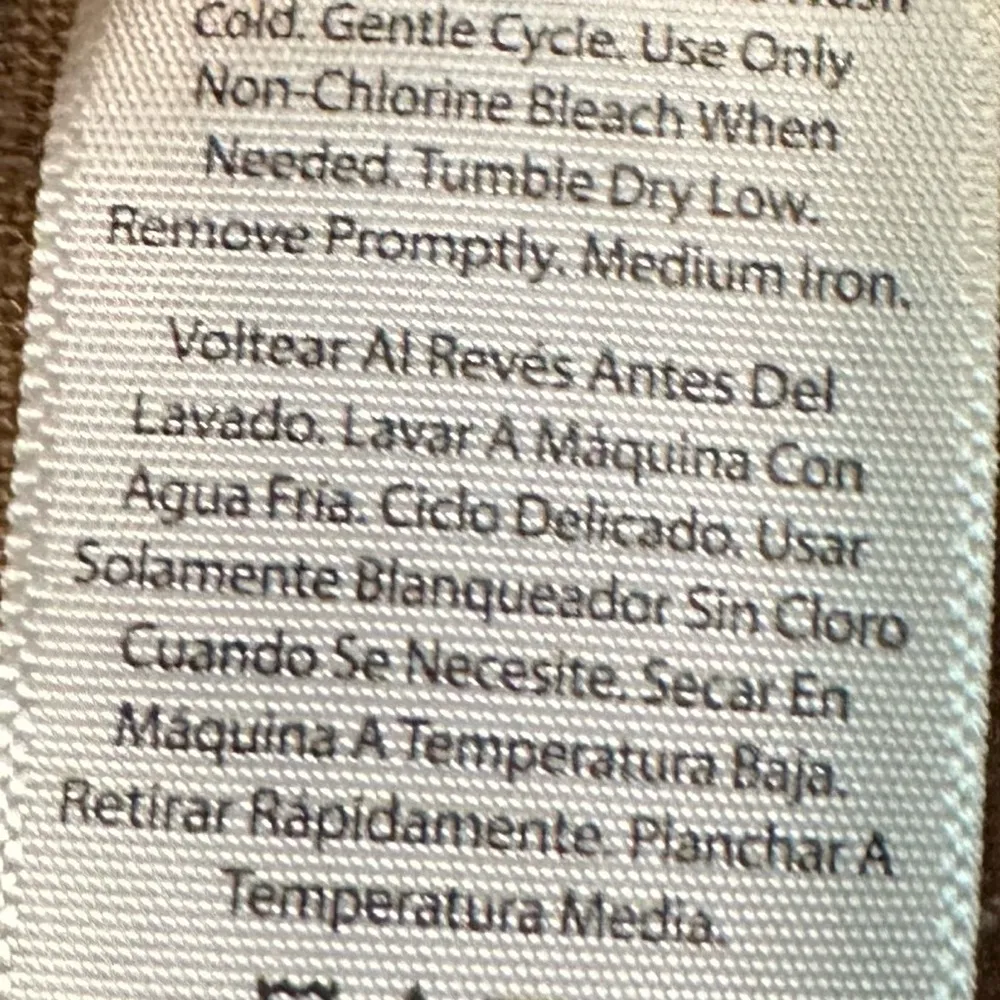 Wash
Cold. Gentle Cycle. Use Only
Non-Chlorine Bleach When
Needed. Tumble Dry Low.
Remove Promptly. Medium Iron.
Voltear Al Revés Antes Del
Lavado. Lavar A Máquina Con
Agua Fria. Ciclo Delicado. Usar
Solamente Blanqueador Sin Cloro
Cuando Se Necesite. Secar En
Máquina A Temperatura Baja.
Retirar Rápidamente. Planchar A
Temperatura Media.